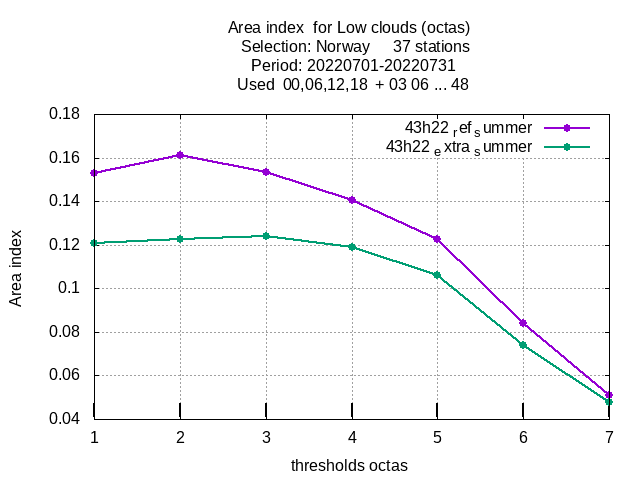 Area index  for Low clouds (octas)
Selection: Norway     37 stations
Period: 20220701-20220731
Used  00,06,12,18  + 03 06 ... 48
43h22 ref summer
43h22 extra summer
0.18
0.16
0.14
0.12
0.1
0.08
0.06
0.04
Area index
1 2 3 4 5 6 7
thresholds octas